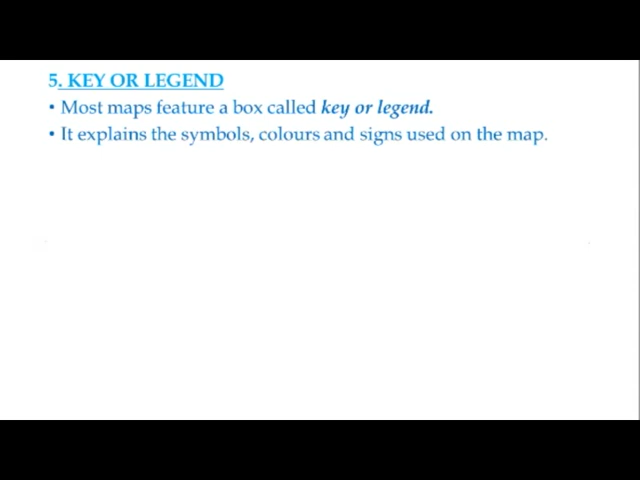 5. KEY OR LEGEND
• Most maps feature a box called key or legend.
• It explains the symbols, colours and signs used on the map.